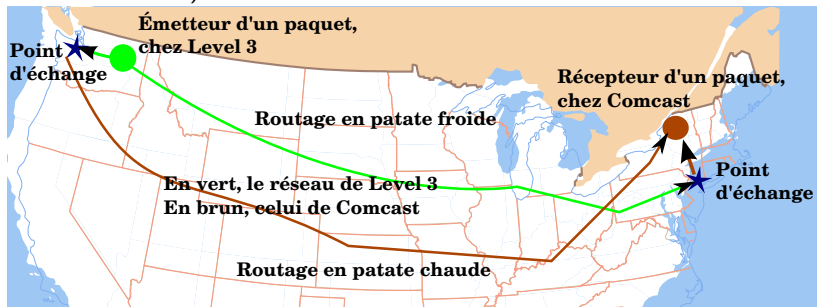 Émetteur d'un paquet,
chez Level 3
Point
d'échange
Récepteur d'un paquet,
chez Comcast
Routage en patate froide
Point
d'échange
En vert, le réseau de Level 3
En brun, celui de Comcast
Routage en patate chaude